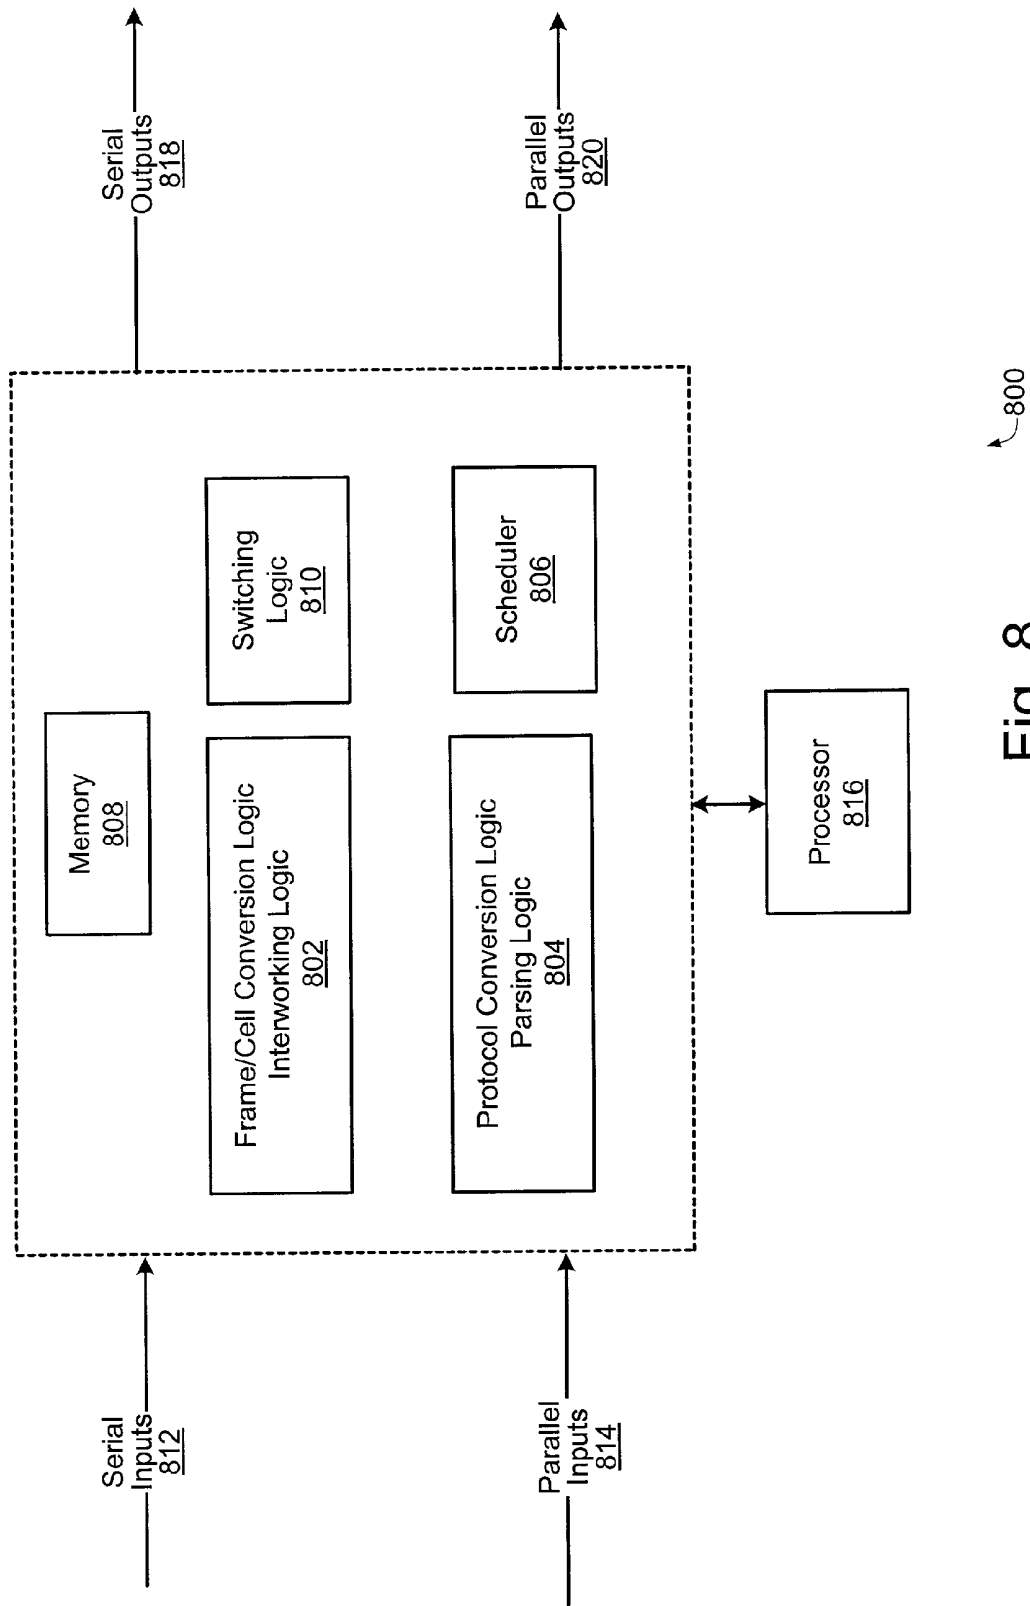 Serial
Inputs
812
Parallel
Inputs
814
Memory
808
Frame/Cell Conversion Logic
Interworking Logic
802
Switching
Logic
810
Protocol Conversion Logic
Parsing Logic
804
Scheduler
806
Processor
816
Serial
Outputs
818
Parallel
Outputs
820
800
Fig. 8